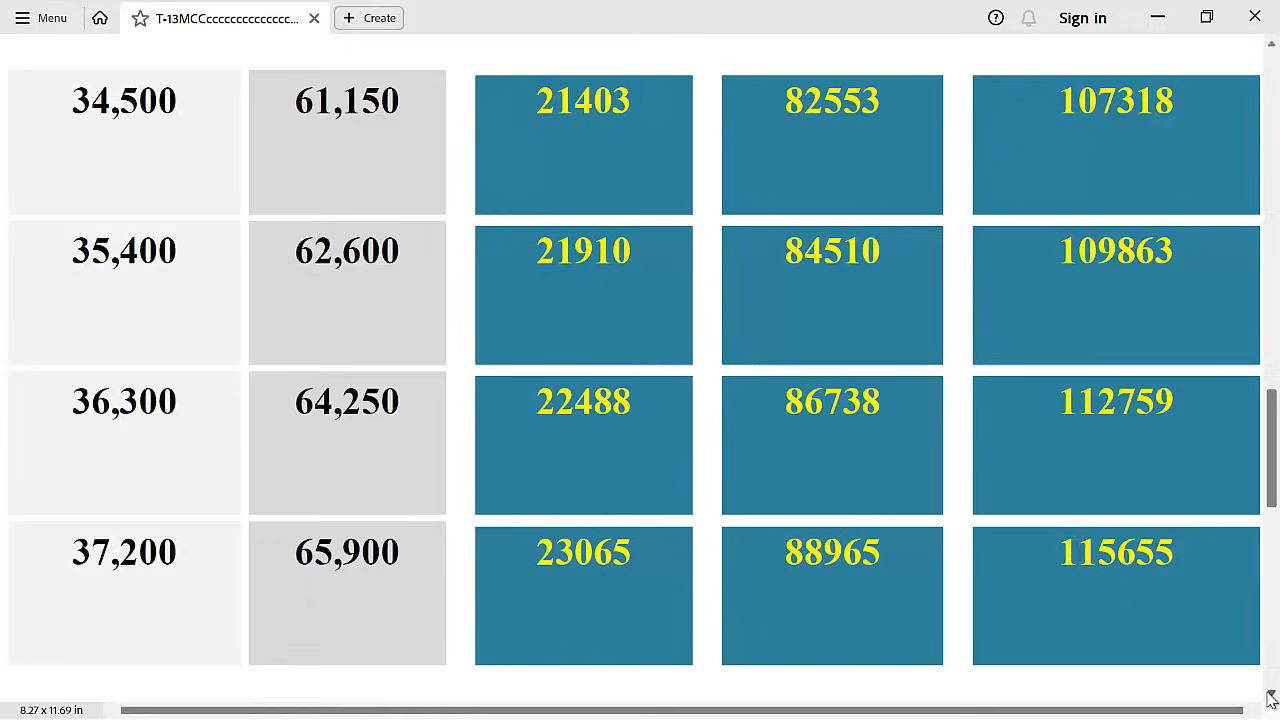 Menu T-13MCCcccccccccccccc... Create Sign in
34,500 61,150 21403 82553 107318
35,400 62,600 21910 84510 109863
36,300 64,250 22488 86738 112759
37,200 65,900 23065 88965 115655
8.27 x 11.69 in